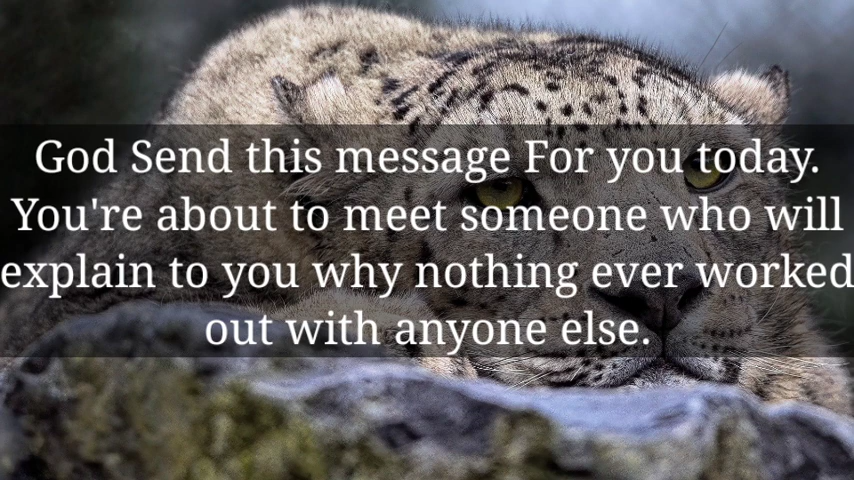 God Send this message For you today.
You're about to meet someone who will
explain to you why nothing ever worked
out with anyone else.